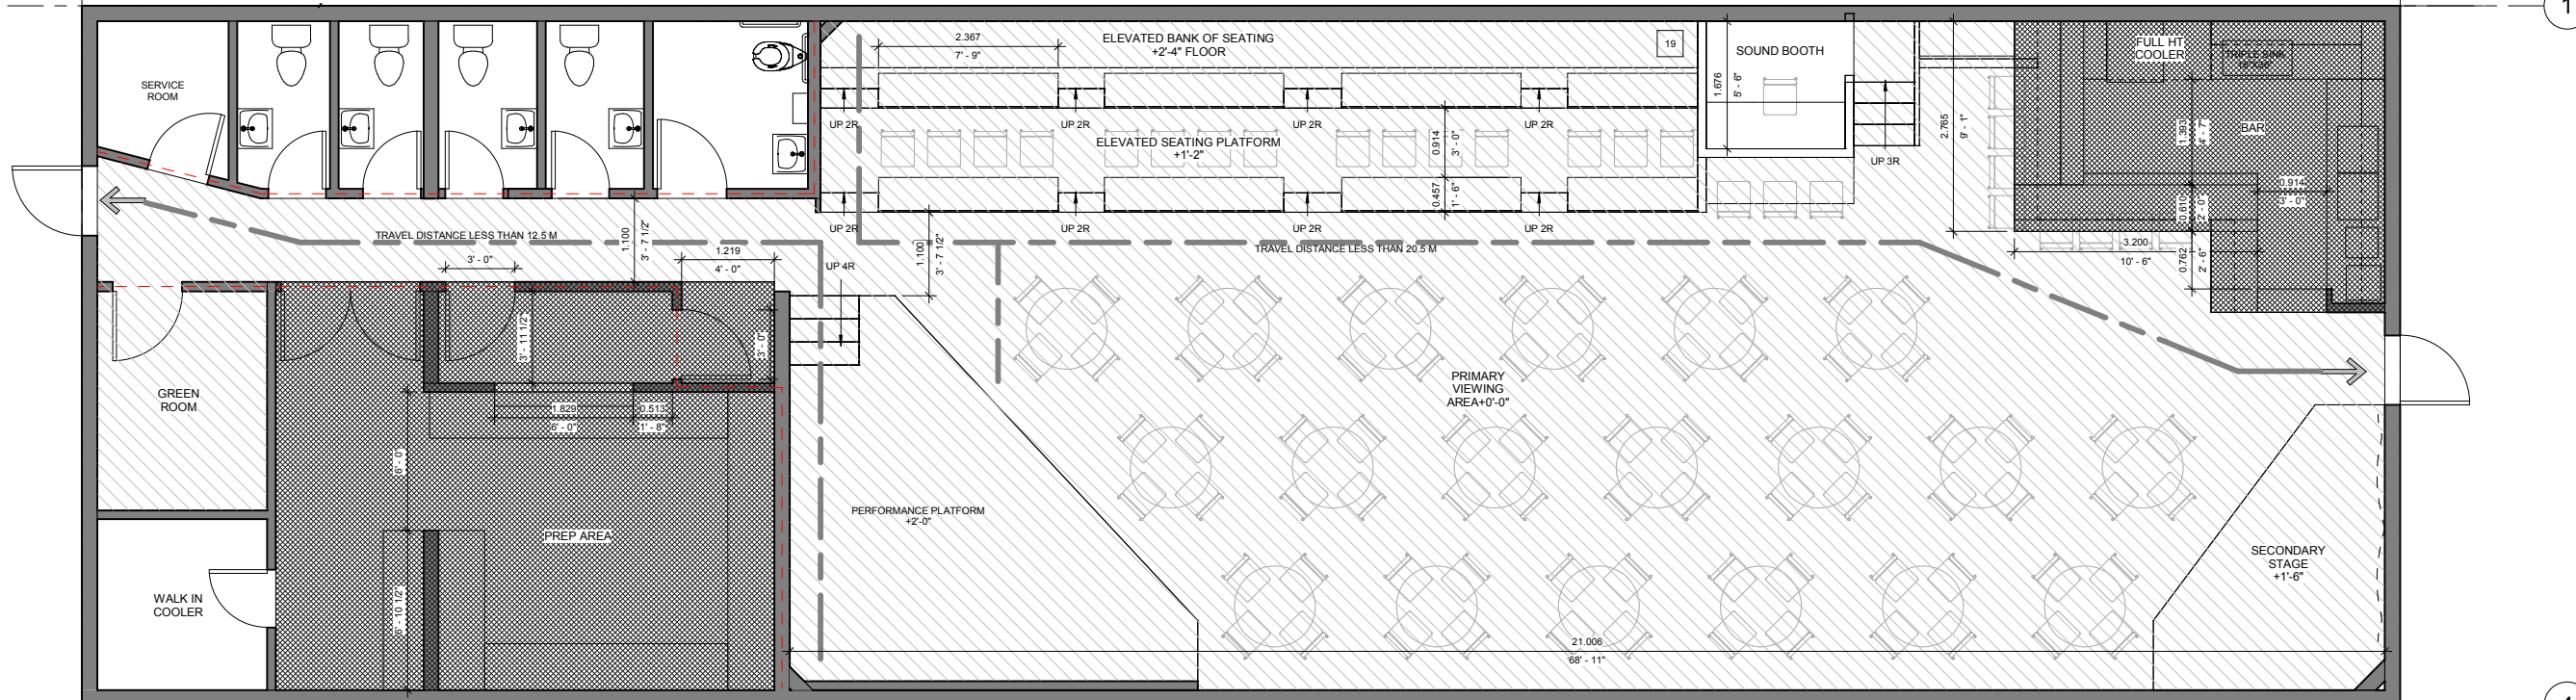 1
SERVICE
ROOM
2.367
7' - 9"
ELEVATED BANK OF SEATING
+2'-4" FLOOR
19
SOUND BOOTH
1.676
5' - 6"
FULL HT
COOLER
TRIPLE SINK
18"X36"
UP 2R
UP 2R
UP 2R
UP 2R
ELEVATED SEATING PLATFORM
+1'-2"
0.914
3' - 0"
2.765
9' - 1"
UP 3R
1.393
4' - 7"
BAR
0.457
1' - 6"
0.914
3' - 0"
0.610
2' - 0"
UP 2R
UP 2R
UP 2R
UP 2R
TRAVEL DISTANCE LESS THAN 12.5 M
1.100
3' - 7 1/2"
TRAVEL DISTANCE LESS THAN 20.5 M
1.100
3' - 7 1/2"
3' - 0"
1.219
4' - 0"
UP 4R
3.200
10' - 6"
0.762
2' - 6"
3' - 11 1/2"
3' - 0"
GREEN
ROOM
1.829
6' - 0"
0.513
1' - 8"
PRIMARY
VIEWING
AREA+0'-0"
6' - 0"
PERFORMANCE PLATFORM
+2'-0"
PREP AREA
SECONDARY
STAGE
+1'-6"
WALK IN
COOLER
6' - 10 1/2"
21.006
68' - 11"